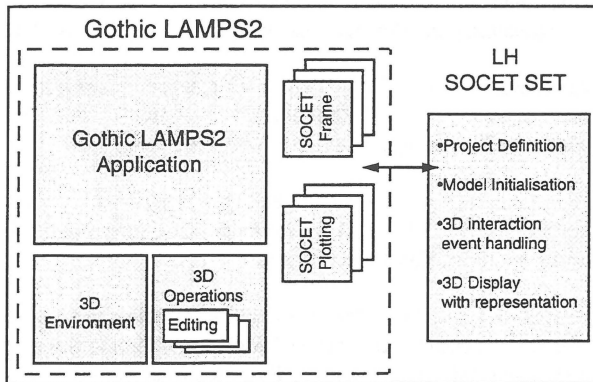 Gothic LAMPS2
Gothic LAMPS2
Application
SOCET
Frame
SOCET
Plotting
3D
Environment
3D
Operations
Editing
LH
SOCET SET
•Project Definition
•Model Initialisation
•3D interaction
event handling
•3D Display
with representation